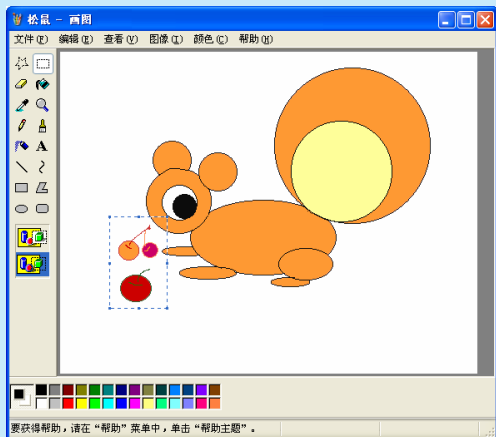 松鼠 - 画图
文件(F) 编辑(E) 查看(V) 图像(I) 颜色(C) 帮助(H)
A
要获得帮助，请在“帮助”菜单中，单击“帮助主题”。